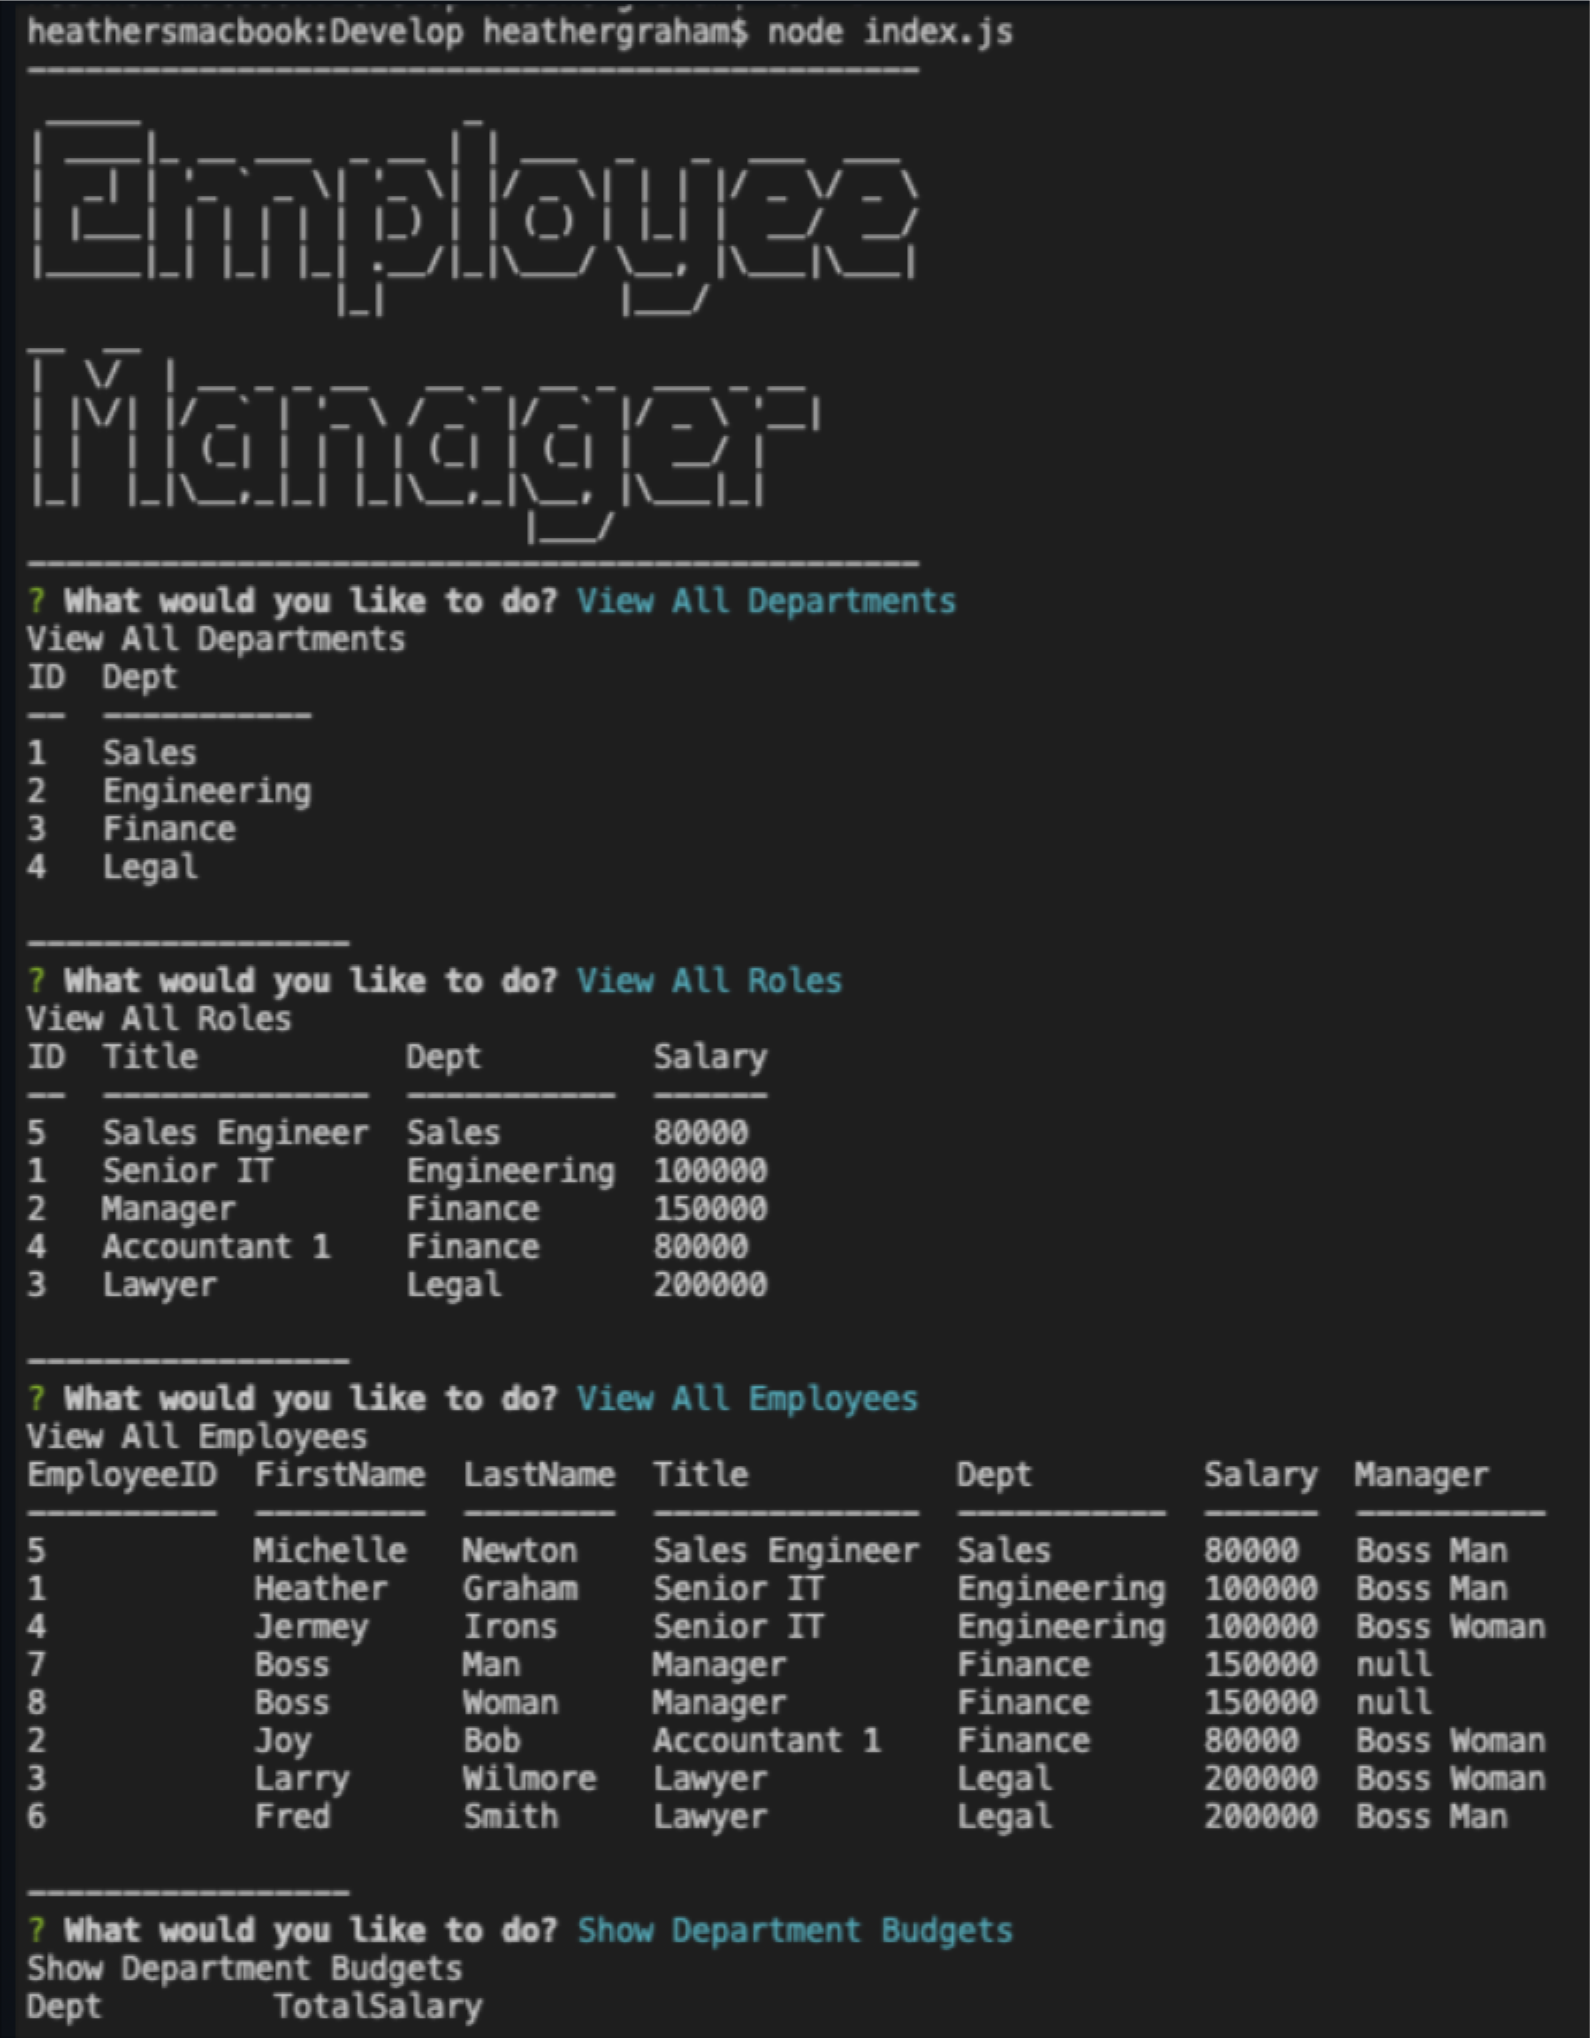 heathersmacbook:Develop heathergraham$ node index.js
Employee
Manager
? What would you like to do? View All Departments
View All Departments
ID  Dept
--  -----------
1   Sales
2   Engineering
3   Finance
4   Legal
-----------------
? What would you like to do? View All Roles
View All Roles
ID  Title           Dept         Salary
--  --------------  -----------  ------
5   Sales Engineer  Sales        80000
1   Senior IT       Engineering  100000
2   Manager         Finance      150000
4   Accountant 1    Finance      80000
3   Lawyer          Legal        200000
-----------------
? What would you like to do? View All Employees
View All Employees
EmployeeID  FirstName  LastName  Title           Dept         Salary  Manager
----------  ---------  --------  --------------  -----------  ------  ----------
5           Michelle   Newton    Sales Engineer  Sales        80000   Boss Man
1           Heather    Graham    Senior IT       Engineering  100000  Boss Man
4           Jermey     Irons     Senior IT       Engineering  100000  Boss Woman
7           Boss       Man       Manager         Finance      150000  null
8           Boss       Woman     Manager         Finance      150000  null
2           Joy        Bob       Accountant 1    Finance      80000   Boss Woman
3           Larry      Wilmore   Lawyer          Legal        200000  Boss Woman
6           Fred       Smith     Lawyer          Legal        200000  Boss Man
-----------------
? What would you like to do? Show Department Budgets
Show Department Budgets
Dept         TotalSalary